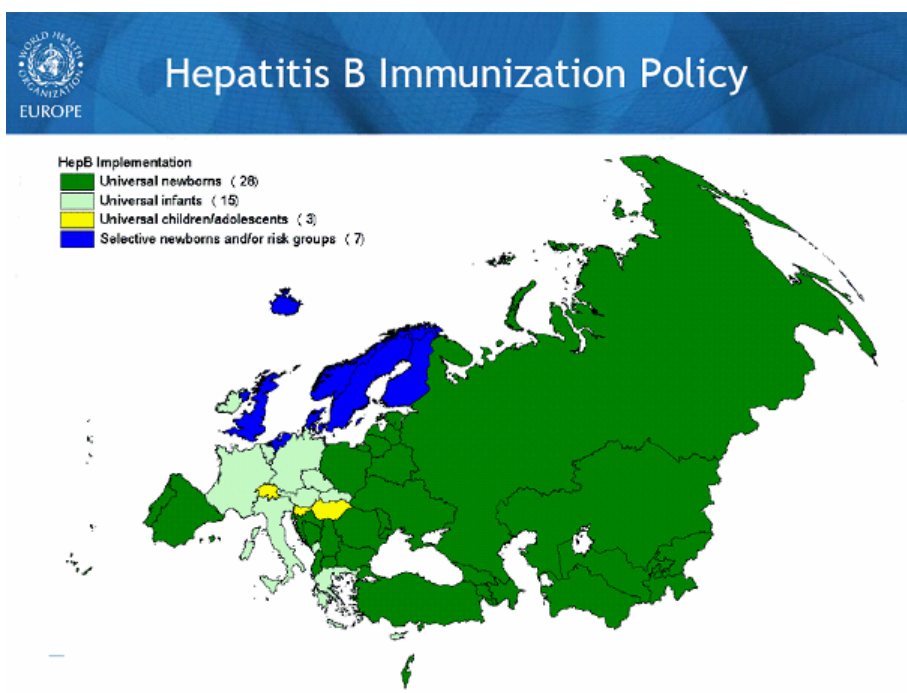 WORLD HEALTH
ORGANIZATION
EUROPE
Hepatitis B Immunization Policy
HepB Implementation
Universal newborns ( 28)
Universal infants ( 15)
Universal children/adolescents ( 3)
Selective newborns and/or risk groups ( 7)